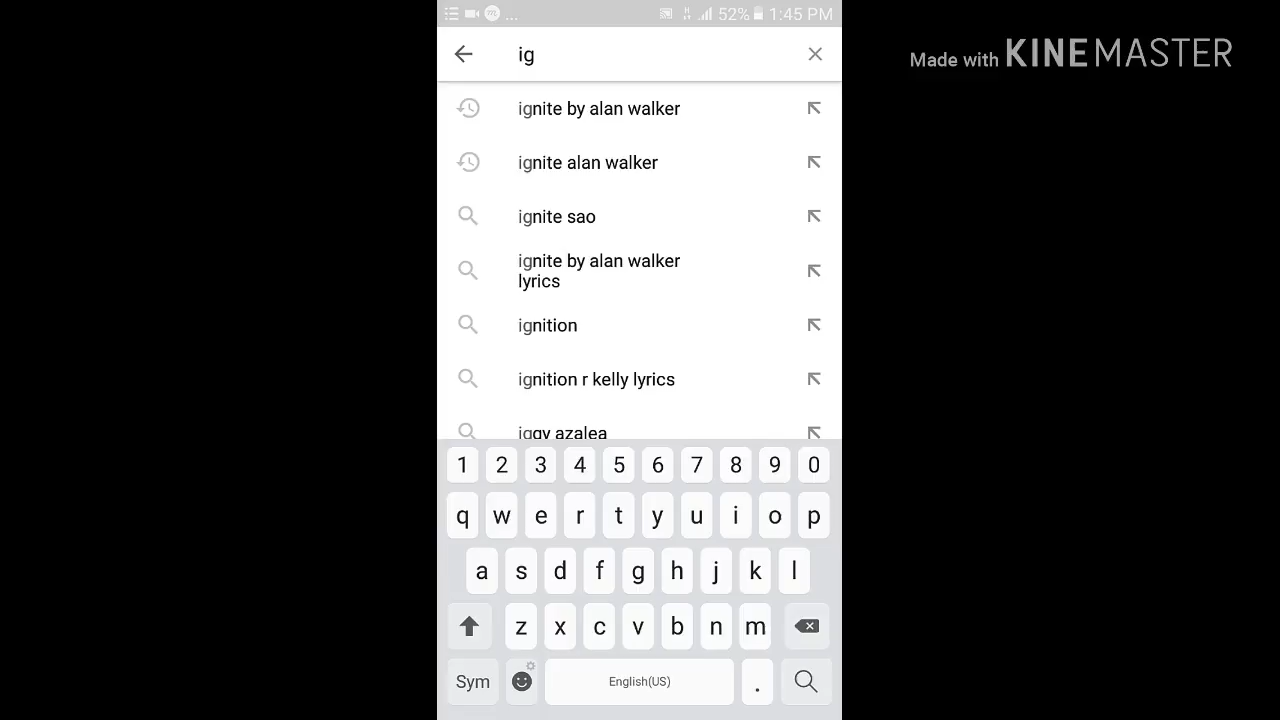 ... 52% 1:45 PM
Made with KINEMASTER
ig
ignite by alan walker
ignite alan walker
ignite sao
ignite by alan walker
lyrics
ignition
ignition r kelly lyrics
iggy azalea
1 2 3 4 5 6 7 8 9 0
q w e r t y u i o p
a s d f g h j k l
z x c v b n m
Sym English(US) .